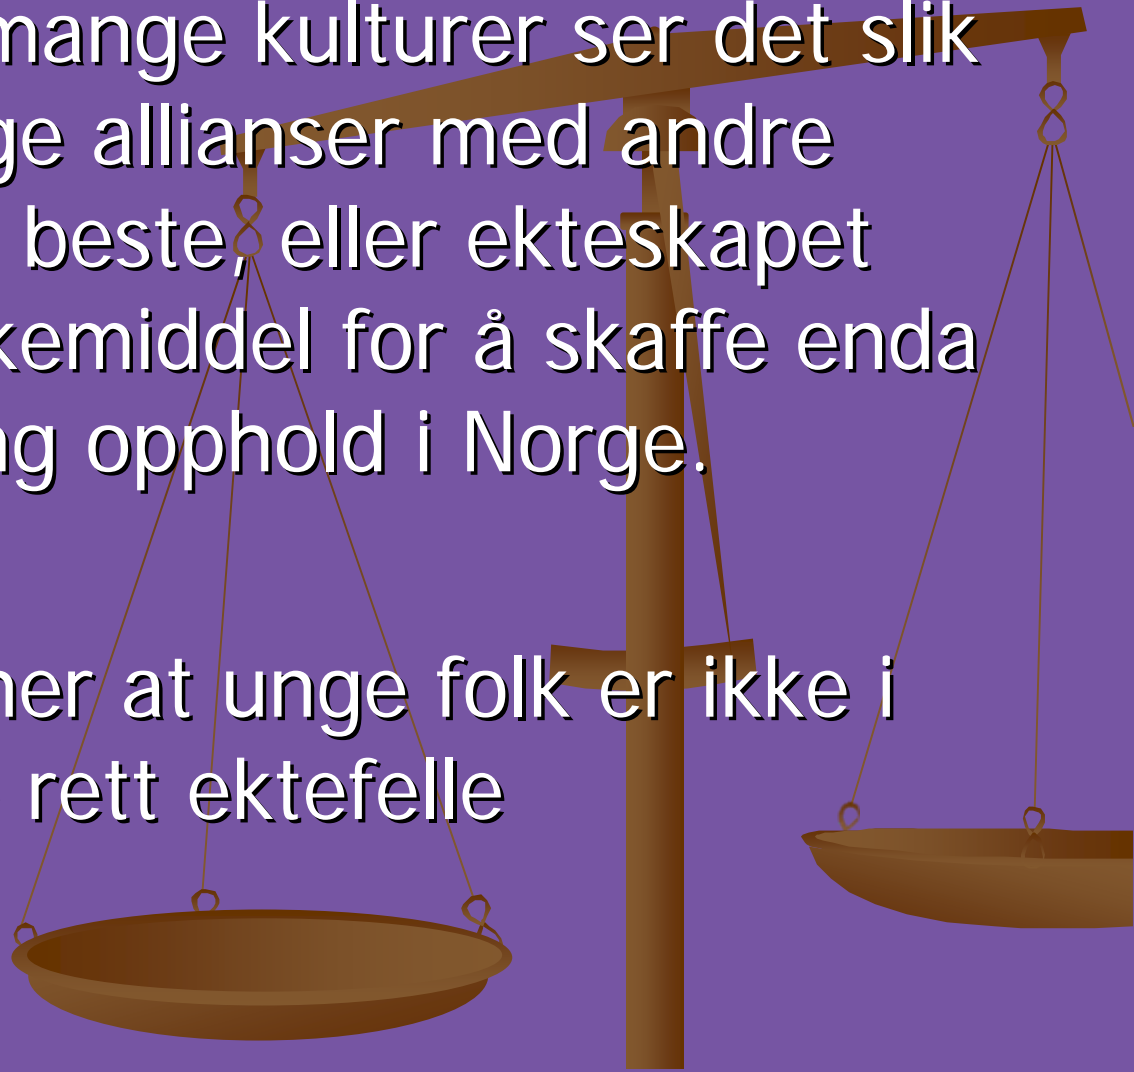 mange kulturer ser det slik
ge allianser med andre
beste, eller ekteskapet
kemiddel for å skaffe enda
ng opphold i Norge.
ner at unge folk er ikke i
rett ektefelle